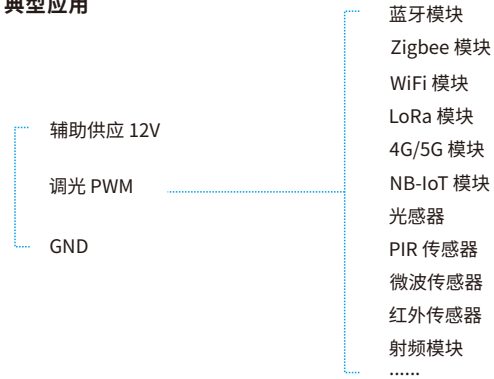 典型应用
辅助供应 12V
调光 PWM
GND
蓝牙模块
Zigbee 模块
WiFi 模块
LoRa 模块
4G/5G 模块
NB-IoT 模块
光感器
PIR 传感器
微波传感器
红外传感器
射频模块
······